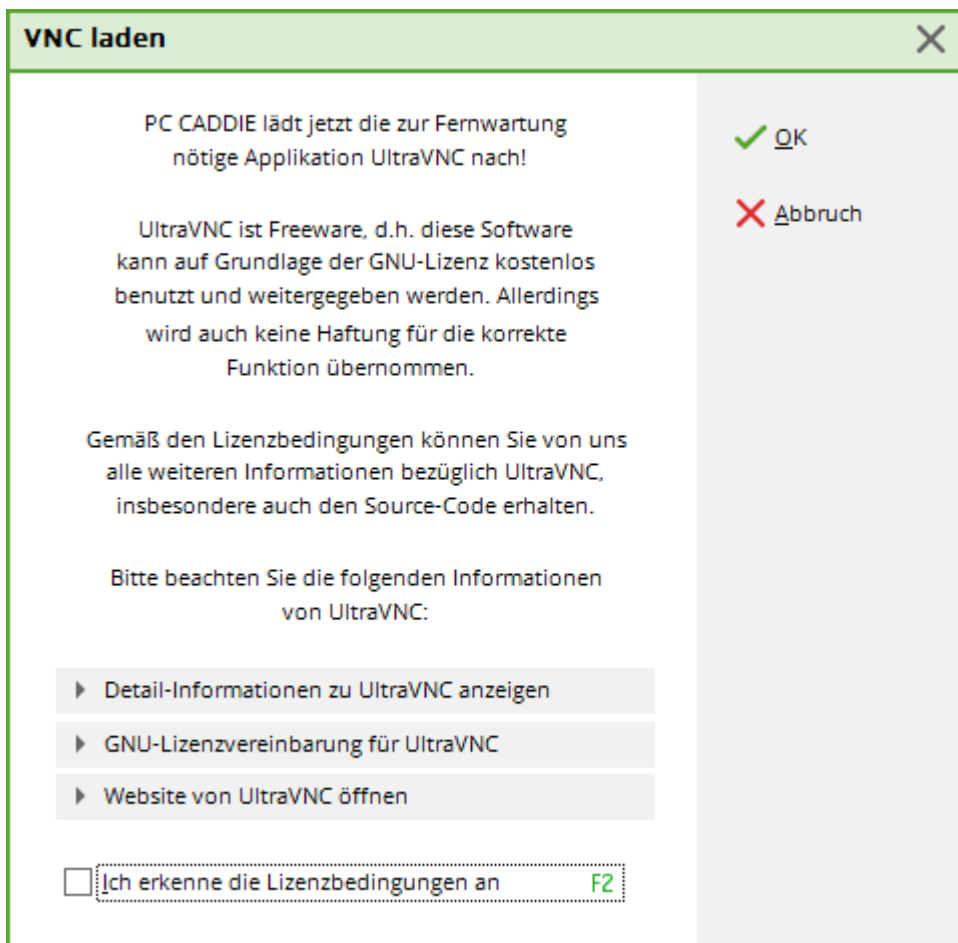 VNC laden
PC CADDIE lädt jetzt die zur Fernwartung
nötige Applikation UltraVNC nach!
UltraVNC ist Freeware, d.h. diese Software
kann auf Grundlage der GNU-Lizenz kostenlos
benutzt und weitergegeben werden. Allerdings
wird auch keine Haftung für die korrekte
Funktion übernommen.
Gemäß den Lizenzbedingungen können Sie von uns
alle weiteren Informationen bezüglich UltraVNC,
insbesondere auch den Source-Code erhalten.
Bitte beachten Sie die folgenden Informationen
von UltraVNC:
Detail-Informationen zu UltraVNC anzeigen
GNU-Lizenzvereinbarung für UltraVNC
Website von UltraVNC öffnen
Ich erkenne die Lizenzbedingungen an F2
OK
Abbruch